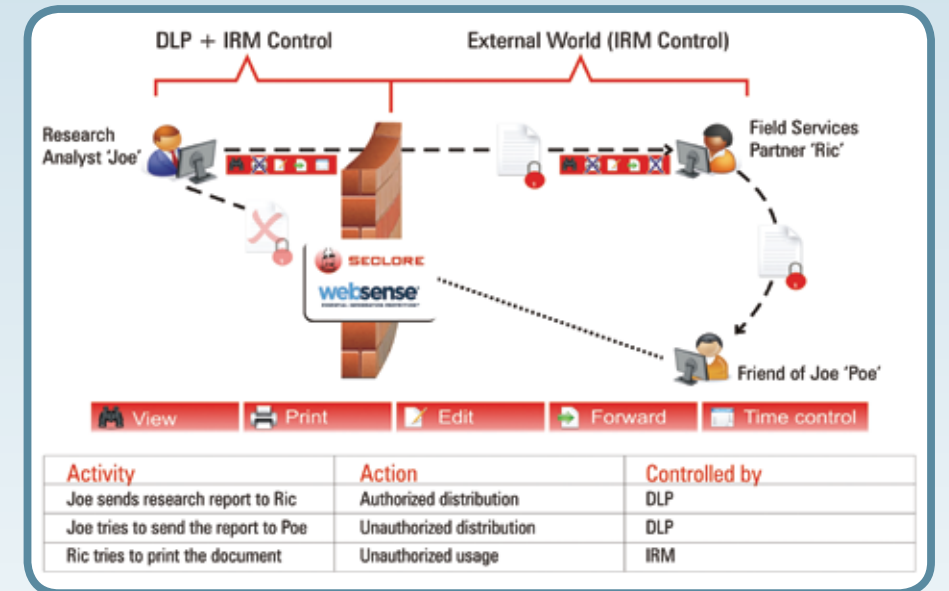 DLP + IRM Control
External World (IRM Control)
Research
Analyst 'Joe'
Field Services
Partner 'Ric'
SECLORE
websense
Friend of Joe 'Poe'
View
Print
Edit
Forward
Time control
Activity Action Controlled by
Joe sends research report to Ric Authorized distribution DLP
Joe tries to send the report to Poe Unauthorized distribution DLP
Ric tries to print the document Unauthorized usage IRM